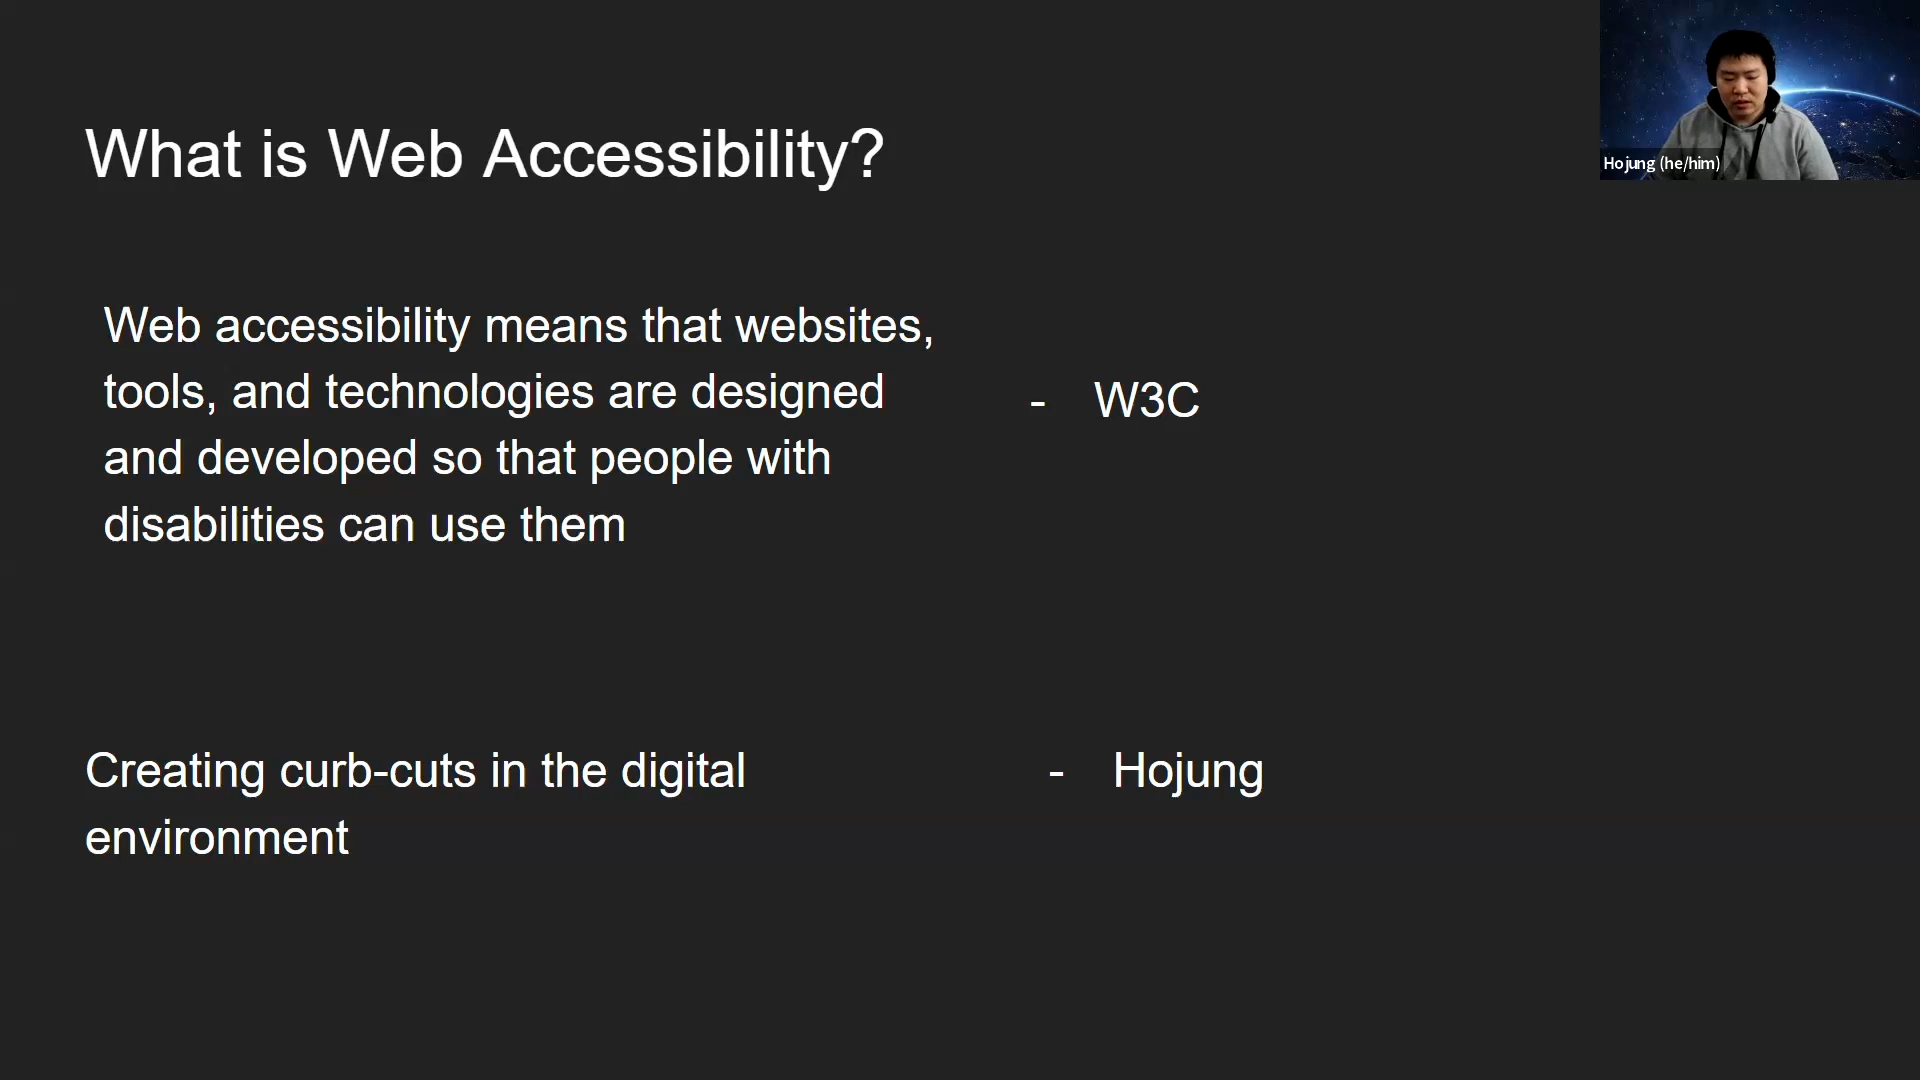 What is Web Accessibility?
Hojung (he/him)
Web accessibility means that websites,
tools, and technologies are designed
and developed so that people with
disabilities can use them
- W3C
Creating curb-cuts in the digital
environment
- Hojung